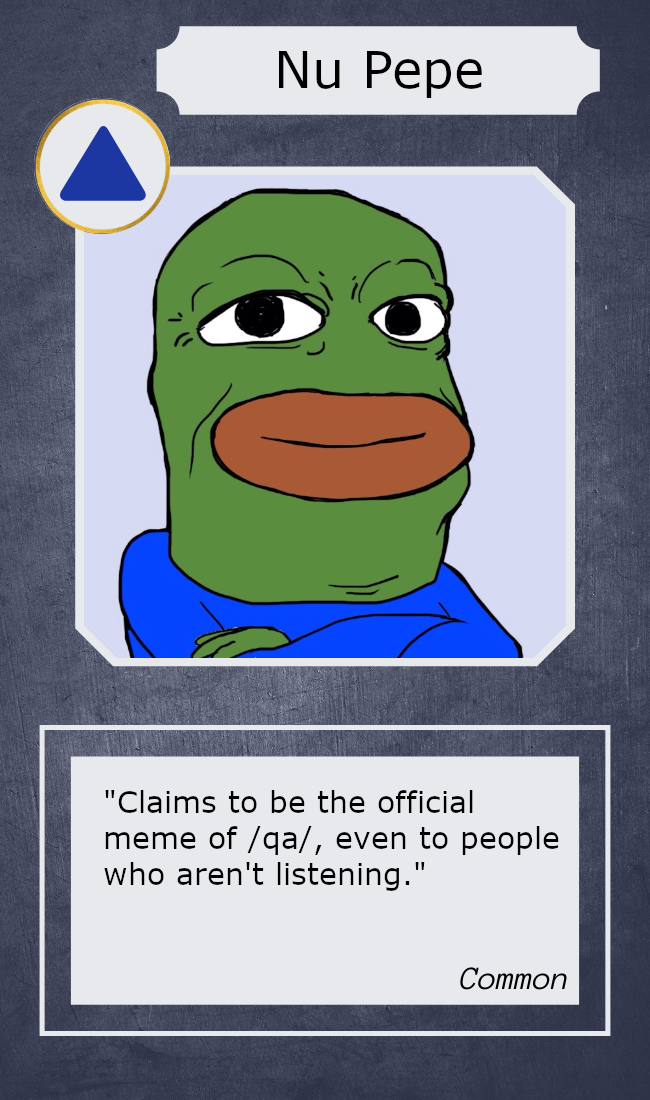 Nu Pepe
"Claims to be the official
meme of /qa/, even to people
who aren't listening."
Common